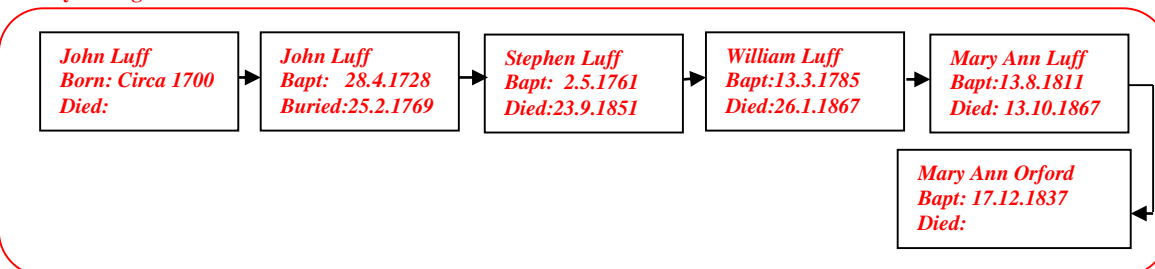 John Luff
Born: Circa 1700
Died:
John Luff
Bapt: 28.4.1728
Buried:25.2.1769
Stephen Luff
Bapt: 2.5.1761
Died:23.9.1851
William Luff
Bapt:13.3.1785
Died:26.1.1867
Mary Ann Luff
Bapt:13.8.1811
Died: 13.10.1867
Mary Ann Orford
Bapt: 17.12.1837
Died: